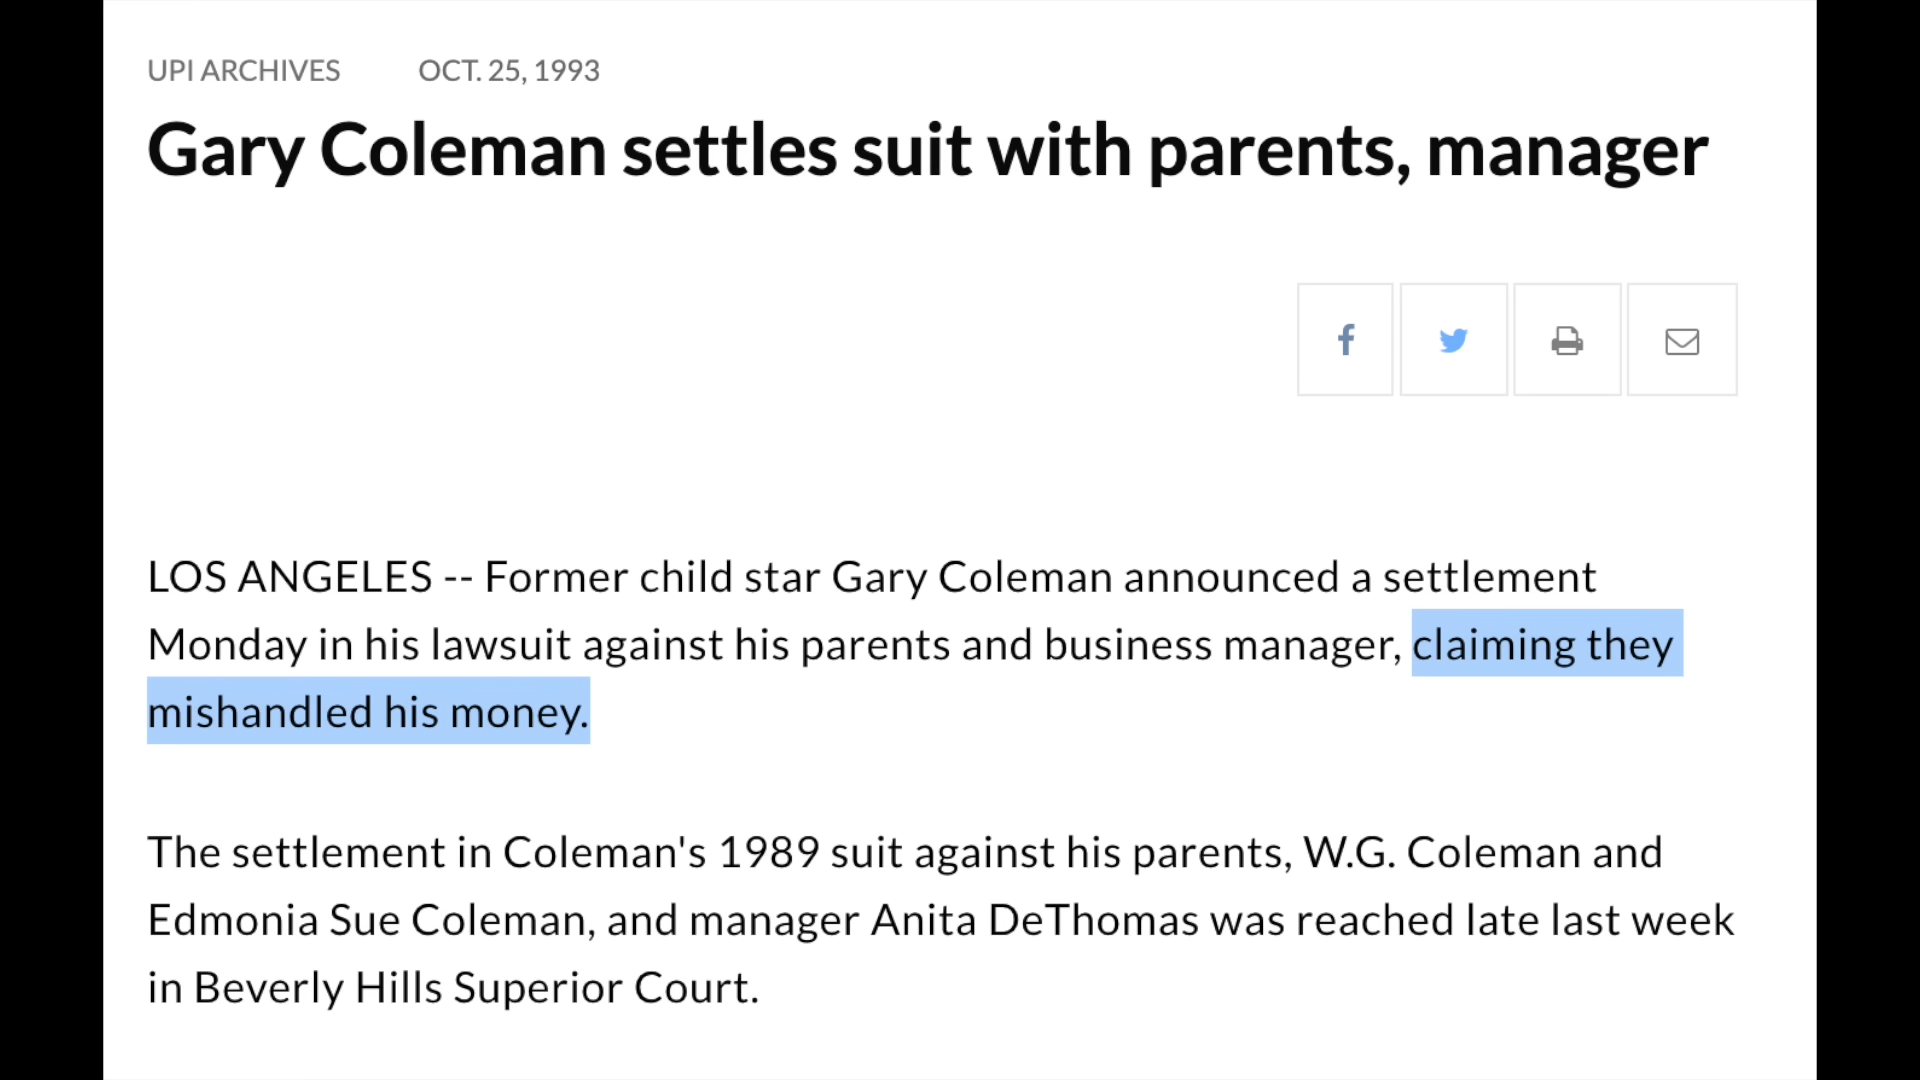 UPI ARCHIVES OCT. 25, 1993
Gary Coleman settles suit with parents, manager
LOS ANGELES -- Former child star Gary Coleman announced a settlement
Monday in his lawsuit against his parents and business manager, claiming they
mishandled his money.
The settlement in Coleman's 1989 suit against his parents, W.G. Coleman and
Edmonia Sue Coleman, and manager Anita DeThomas was reached late last week
in Beverly Hills Superior Court.